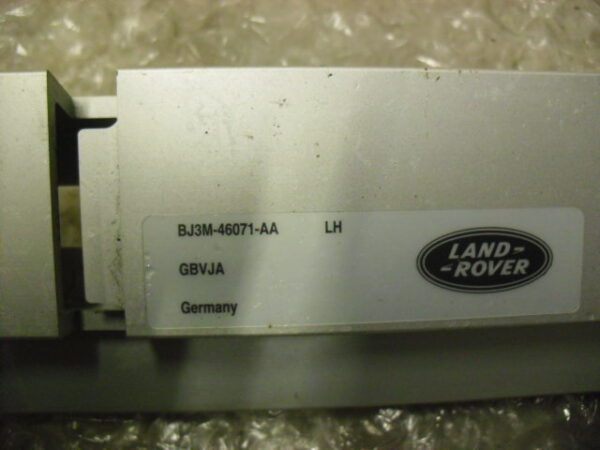 BJ3M-46071-AA LH
GBVJA
Germany
LAND-
-ROVER